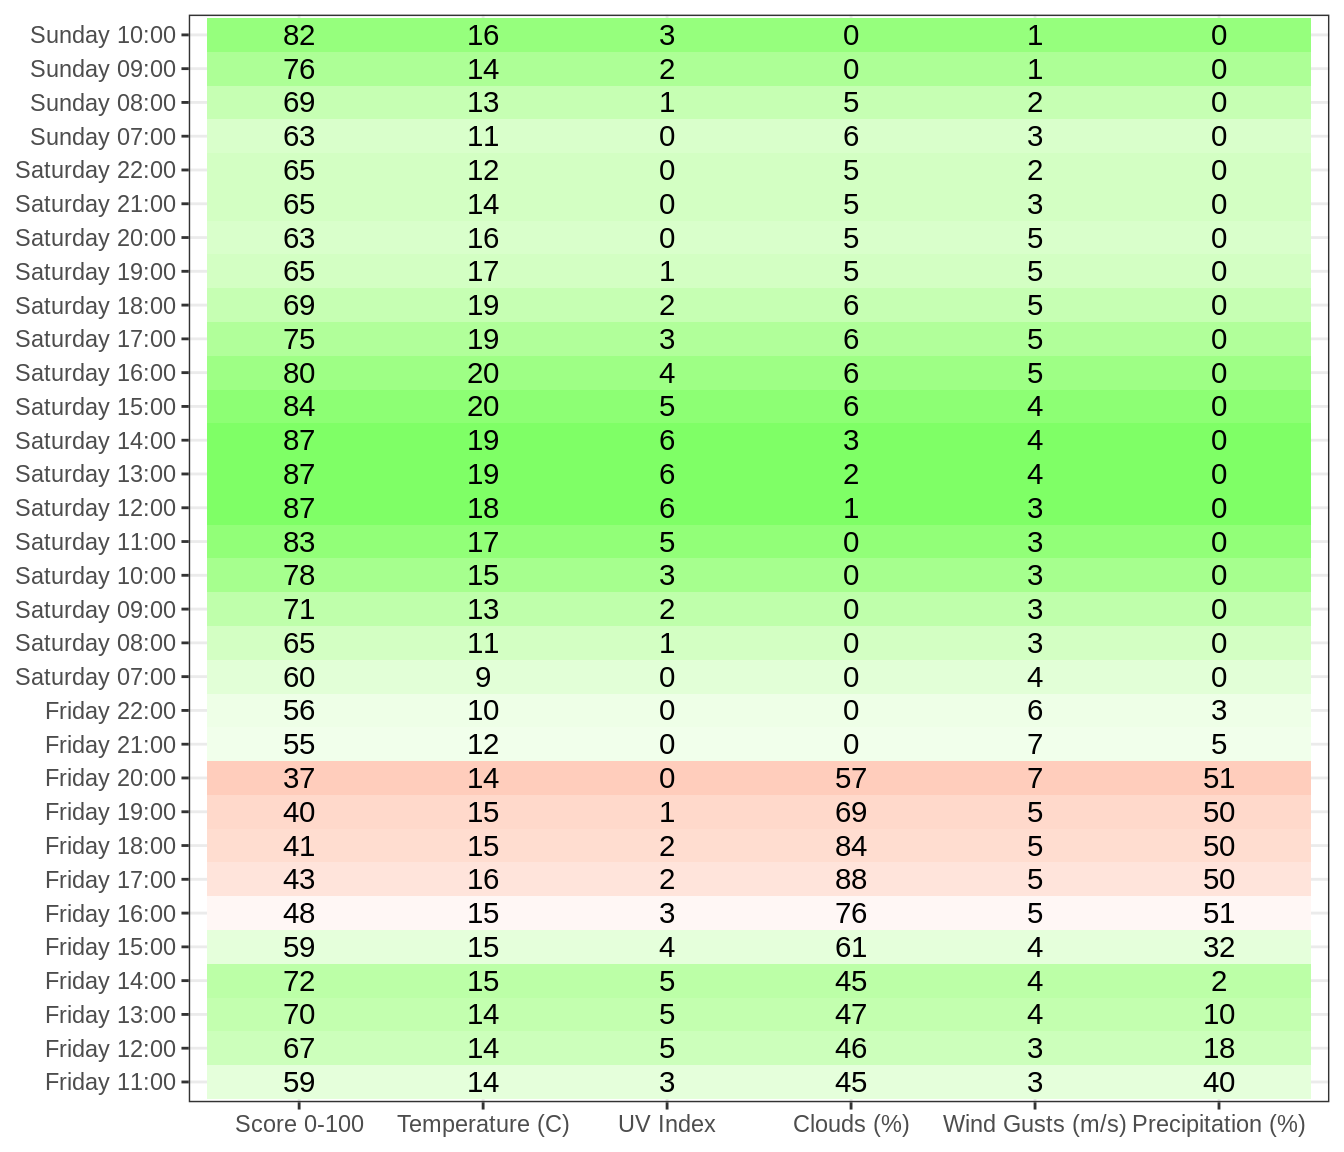 Sunday 10:00 82 16 3 0 1 0
Sunday 09:00 76 14 2 0 1 0
Sunday 08:00 69 13 1 5 2 0
Sunday 07:00 63 11 0 6 3 0
Saturday 22:00 65 12 0 5 2 0
Saturday 21:00 65 14 0 5 3 0
Saturday 20:00 63 16 0 5 5 0
Saturday 19:00 65 17 1 5 5 0
Saturday 18:00 69 19 2 6 5 0
Saturday 17:00 75 19 3 6 5 0
Saturday 16:00 80 20 4 6 5 0
Saturday 15:00 84 20 5 6 4 0
Saturday 14:00 87 19 6 3 4 0
Saturday 13:00 87 19 6 2 4 0
Saturday 12:00 87 18 6 1 3 0
Saturday 11:00 83 17 5 0 3 0
Saturday 10:00 78 15 3 0 3 0
Saturday 09:00 71 13 2 0 3 0
Saturday 08:00 65 11 1 0 3 0
Saturday 07:00 60 9 0 0 4 0
Friday 22:00 56 10 0 0 6 3
Friday 21:00 55 12 0 0 7 5
Friday 20:00 37 14 0 57 7 51
Friday 19:00 40 15 1 69 5 50
Friday 18:00 41 15 2 84 5 50
Friday 17:00 43 16 2 88 5 50
Friday 16:00 48 15 3 76 5 51
Friday 15:00 59 15 4 61 4 32
Friday 14:00 72 15 5 45 4 2
Friday 13:00 70 14 5 47 4 10
Friday 12:00 67 14 5 46 3 18
Friday 11:00 59 14 3 45 3 40
Score 0-100 Temperature (C) UV Index Clouds (%) Wind Gusts (m/s) Precipitation (%)